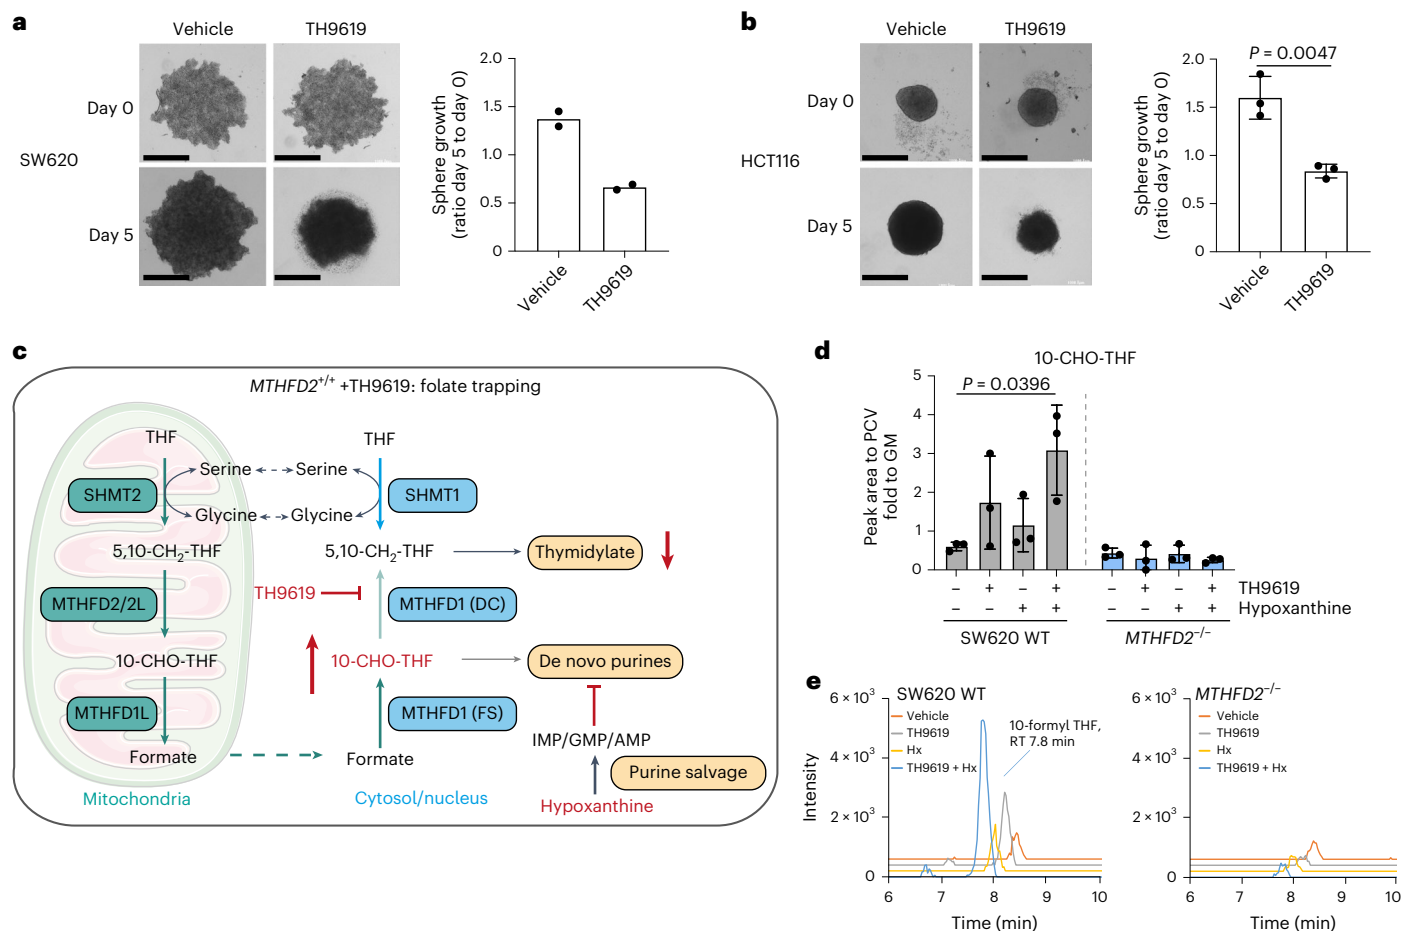 a
Vehicle
TH9619
Day 0
SW620
Day 5
Sphere growth
(ratio day 5 to day 0)
2.0
1.5
1.0
0.5
0
Vehicle
TH9619
b
Vehicle
TH9619
Day 0
HCT116
Day 5
Sphere growth
(ratio day 5 to day 0)
2.0
1.5
1.0
0.5
0
P = 0.0047
Vehicle
TH9619
c
MTHFD2+/+ +TH9619: folate trapping
THF
THF
Serine
Serine
SHMT2
SHMT1
Glycine
Glycine
5,10-CH2-THF
5,10-CH2-THF
Thymidylate
TH9619
MTHFD2/2L
MTHFD1 (DC)
10-CHO-THF
10-CHO-THF
De novo purines
MTHFD1L
MTHFD1 (FS)
IMP/GMP/AMP
Formate
Formate
Purine salvage
Hypoxanthine
Mitochondria
Cytosol/nucleus
d
10-CHO-THF
P = 0.0396
Peak area to PCV
fold to GM
5
4
3
2
1
0
– + – + – + – + TH9619
– – + + – – + + Hypoxanthine
SW620 WT
MTHFD2−/−
e
SW620 WT
Vehicle
TH9619
Hx
TH9619 + Hx
10-formyl THF,
RT 7.8 min
Intensity
6 × 10³
4 × 10³
2 × 10³
0
6 7 8 9 10
Time (min)
MTHFD2−/−
Vehicle
TH9619
Hx
TH9619 + Hx
6 × 10³
4 × 10³
2 × 10³
0
6 7 8 9 10
Time (min)